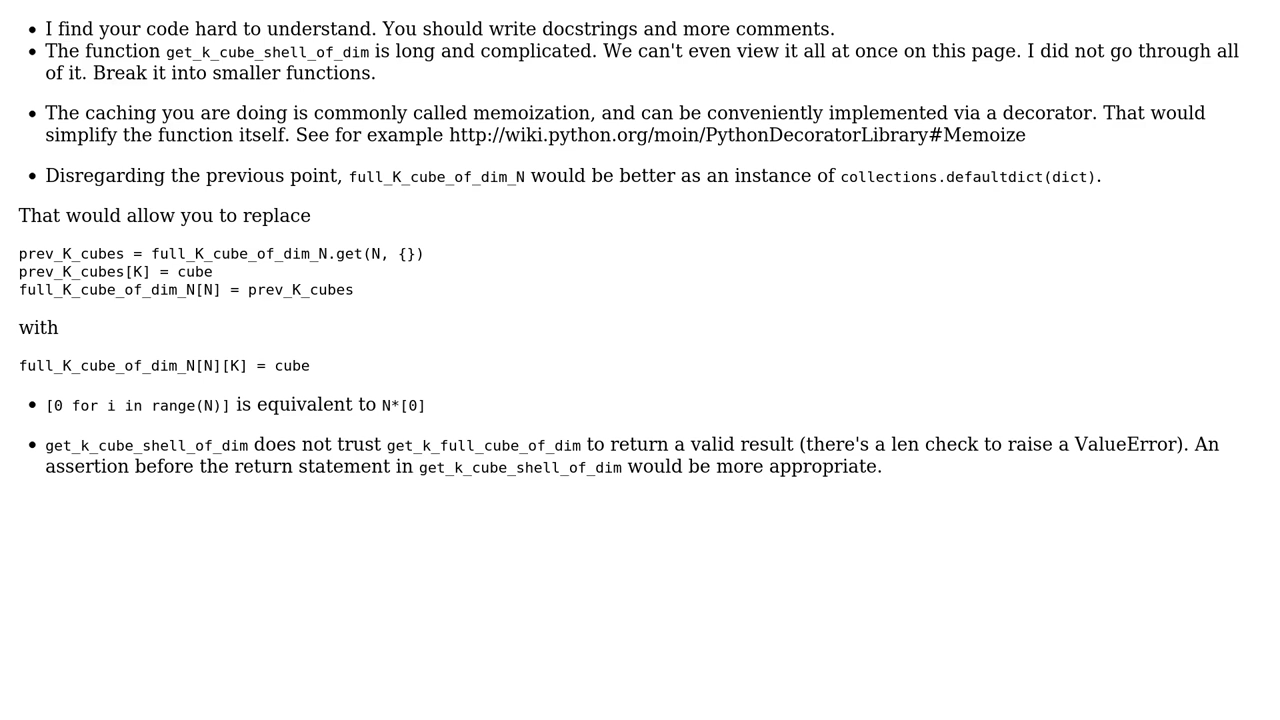 I find your code hard to understand. You should write docstrings and more comments.
The function get_k_cube_shell_of_dim is long and complicated. We can't even view it all at once on this page. I did not go through all
of it. Break it into smaller functions.
The caching you are doing is commonly called memoization, and can be conveniently implemented via a decorator. That would
simplify the function itself. See for example http://wiki.python.org/moin/PythonDecoratorLibrary#Memoize
Disregarding the previous point, full_K_cube_of_dim_N would be better as an instance of collections.defaultdict(dict).
That would allow you to replace
prev_K_cubes = full_K_cube_of_dim_N.get(N, {})
prev_K_cubes[K] = cube
full_K_cube_of_dim_N[N] = prev_K_cubes
with
full_K_cube_of_dim_N[N][K] = cube
[0 for i in range(N)] is equivalent to N*[0]
get_k_cube_shell_of_dim does not trust get_k_full_cube_of_dim to return a valid result (there's a len check to raise a ValueError). An
assertion before the return statement in get_k_cube_shell_of_dim would be more appropriate.